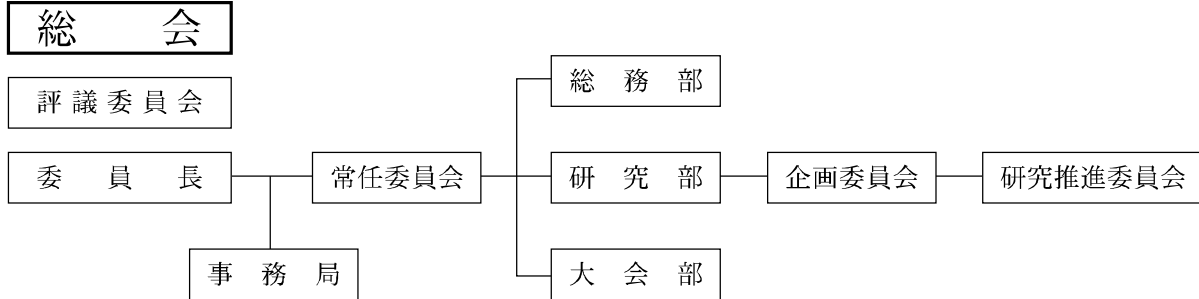 総会
評議委員会
委員長
常任委員会
事務局
総務部
研究部
企画委員会
研究推進委員会
大会部